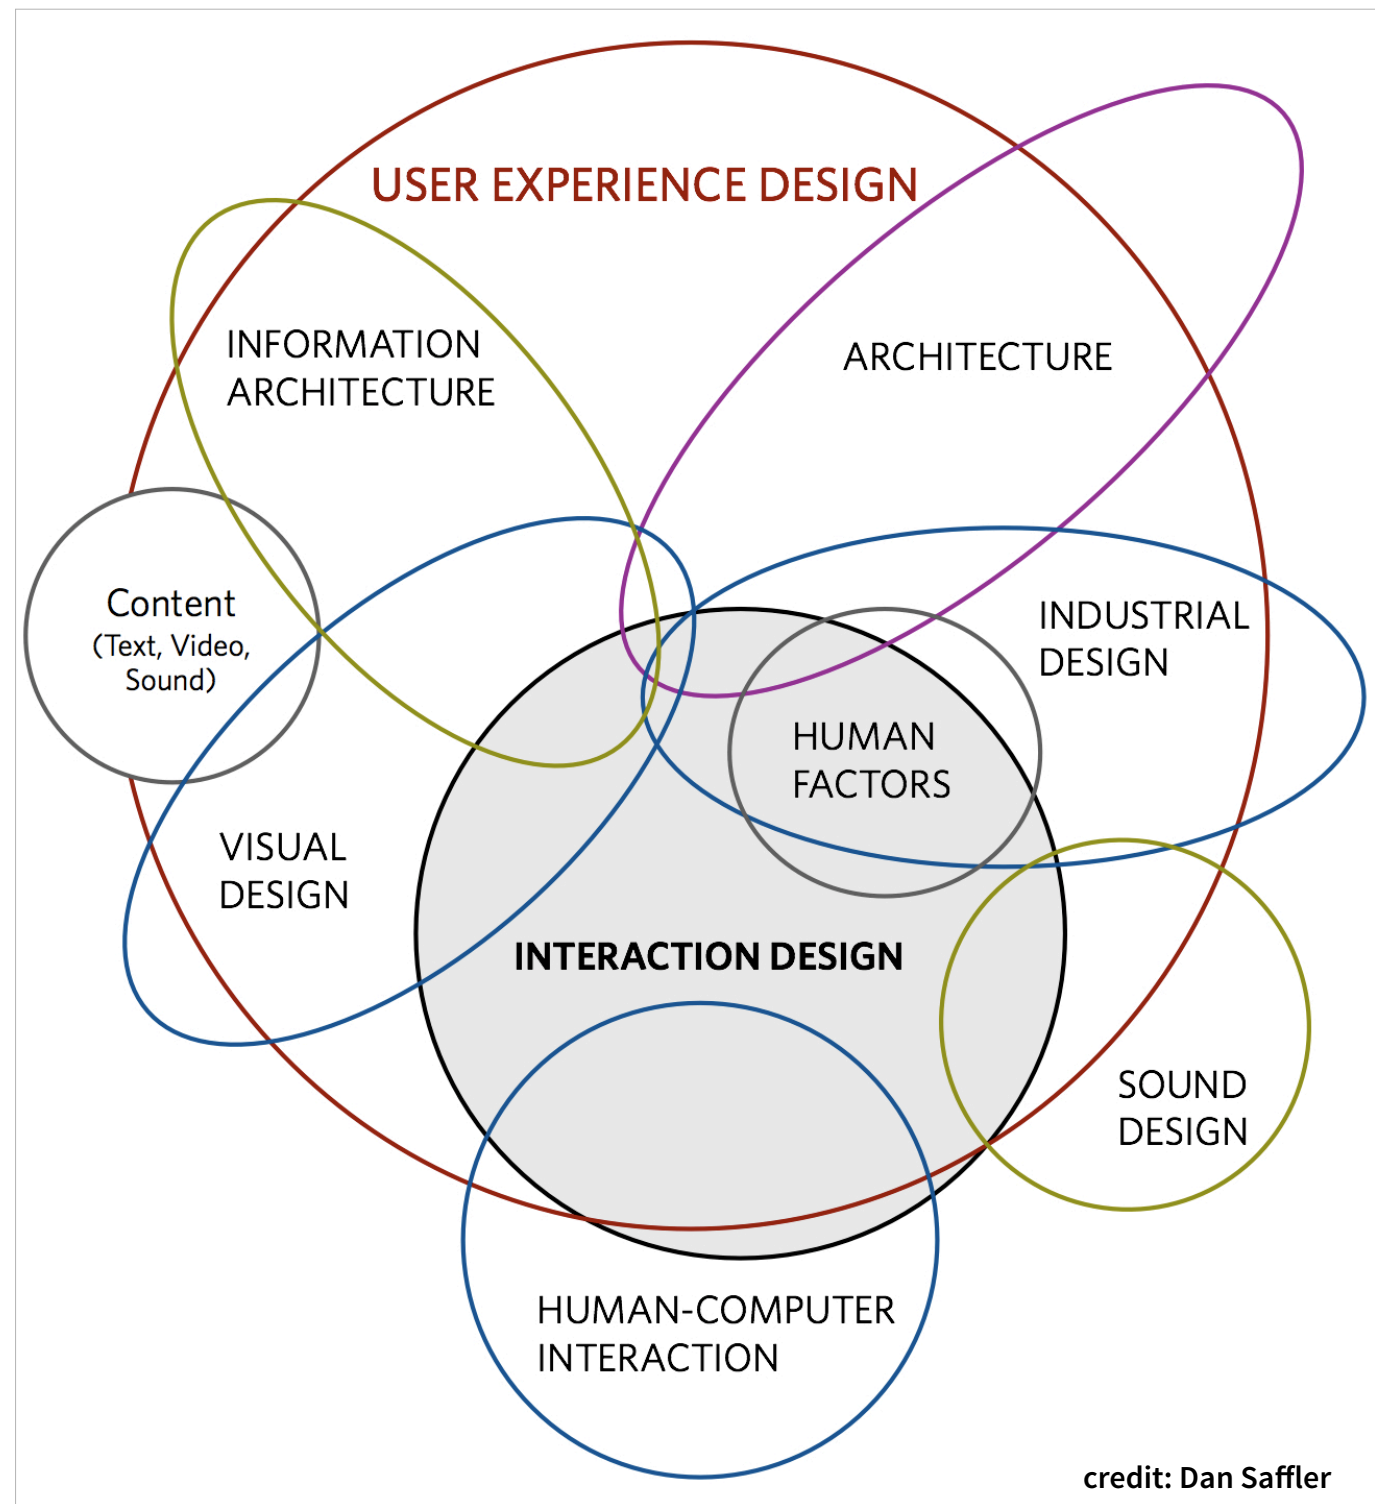 USER EXPERIENCE DESIGN
INFORMATION
ARCHITECTURE
ARCHITECTURE
Content
(Text, Video,
Sound)
INDUSTRIAL
DESIGN
HUMAN
FACTORS
VISUAL
DESIGN
INTERACTION DESIGN
SOUND
DESIGN
HUMAN-COMPUTER
INTERACTION
credit: Dan Saffler